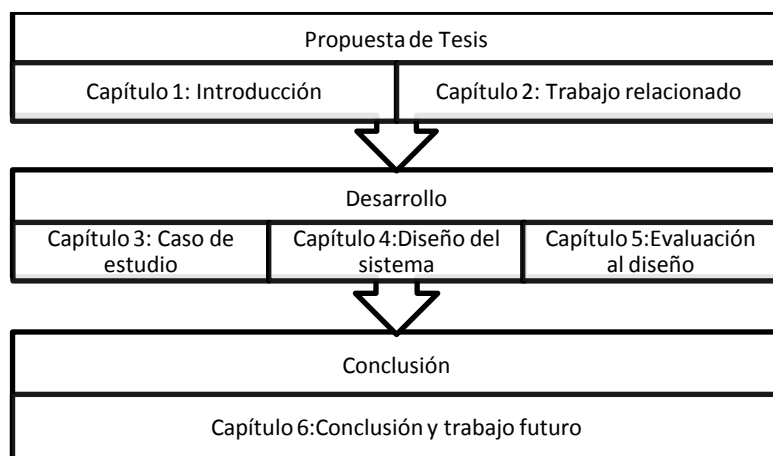 Propuesta de Tesis
Capítulo 1: Introducción
Capítulo 2: Trabajo relacionado
Desarrollo
Capítulo 3: Caso de
estudio
Capítulo 4:Diseño del
sistema
Capítulo 5:Evaluación
al diseño
Conclusión
Capítulo 6:Conclusión y trabajo futuro